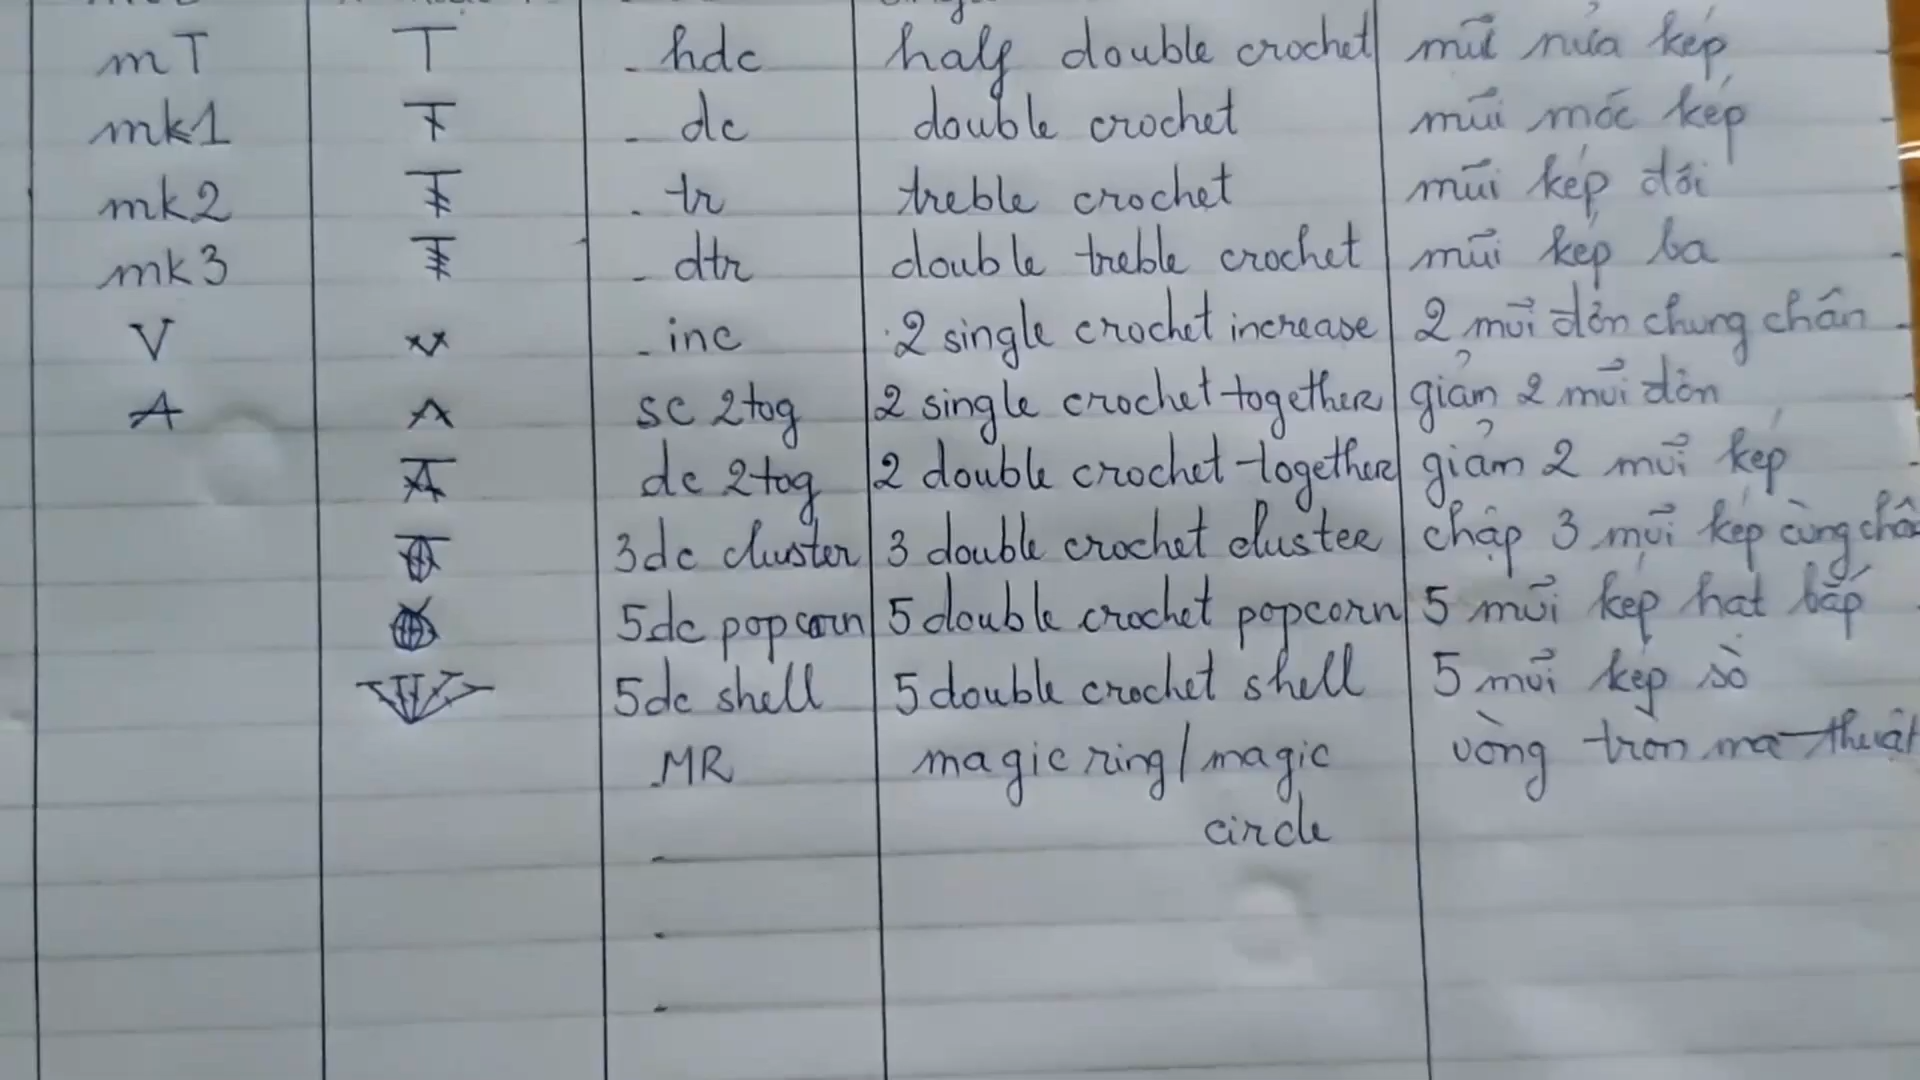 mT T hdc half double crochet mũi nửa kép
mk1 dc double crochet mũi móc kép
mk2 tr treble crochet mũi kép đôi
mk3 dtr double treble crochet mũi kép ba
V inc 2 single crochet increase 2 mũi đơn chung chân
A sc 2tog 2 single crochet together giảm 2 mũi đơn
dc 2tog 2 double crochet together giảm 2 mũi kép
3dc cluster 3 double crochet cluster chập 3 mũi kép cùng châ
5dc popcorn 5 double crochet popcorn 5 mũi kép hạt bắp
5dc shell 5 double crochet shell 5 mũi kép sò
MR magic ring / magic vòng tròn ma thuật
circle